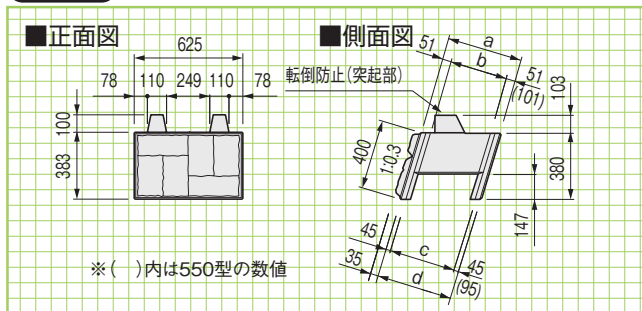 ■正面図
625
78 110 249 110 78
100
383
※(　)内は550型の数値
■側面図
51
a
b
51
(101)
103
転倒防止(突起部)
400
1:0.3
380
147
45
35
c
d
45
(95)